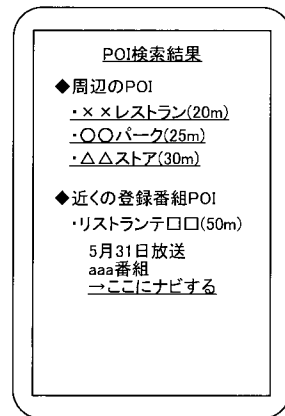 POI検索結果
◆周辺のPOI
・××レストラン(20m)
・○○パーク(25m)
・△△ストア(30m)
◆近くの登録番組POI
・リストランテ□□(50m)
5月31日放送
aaa番組
→ここにナビする